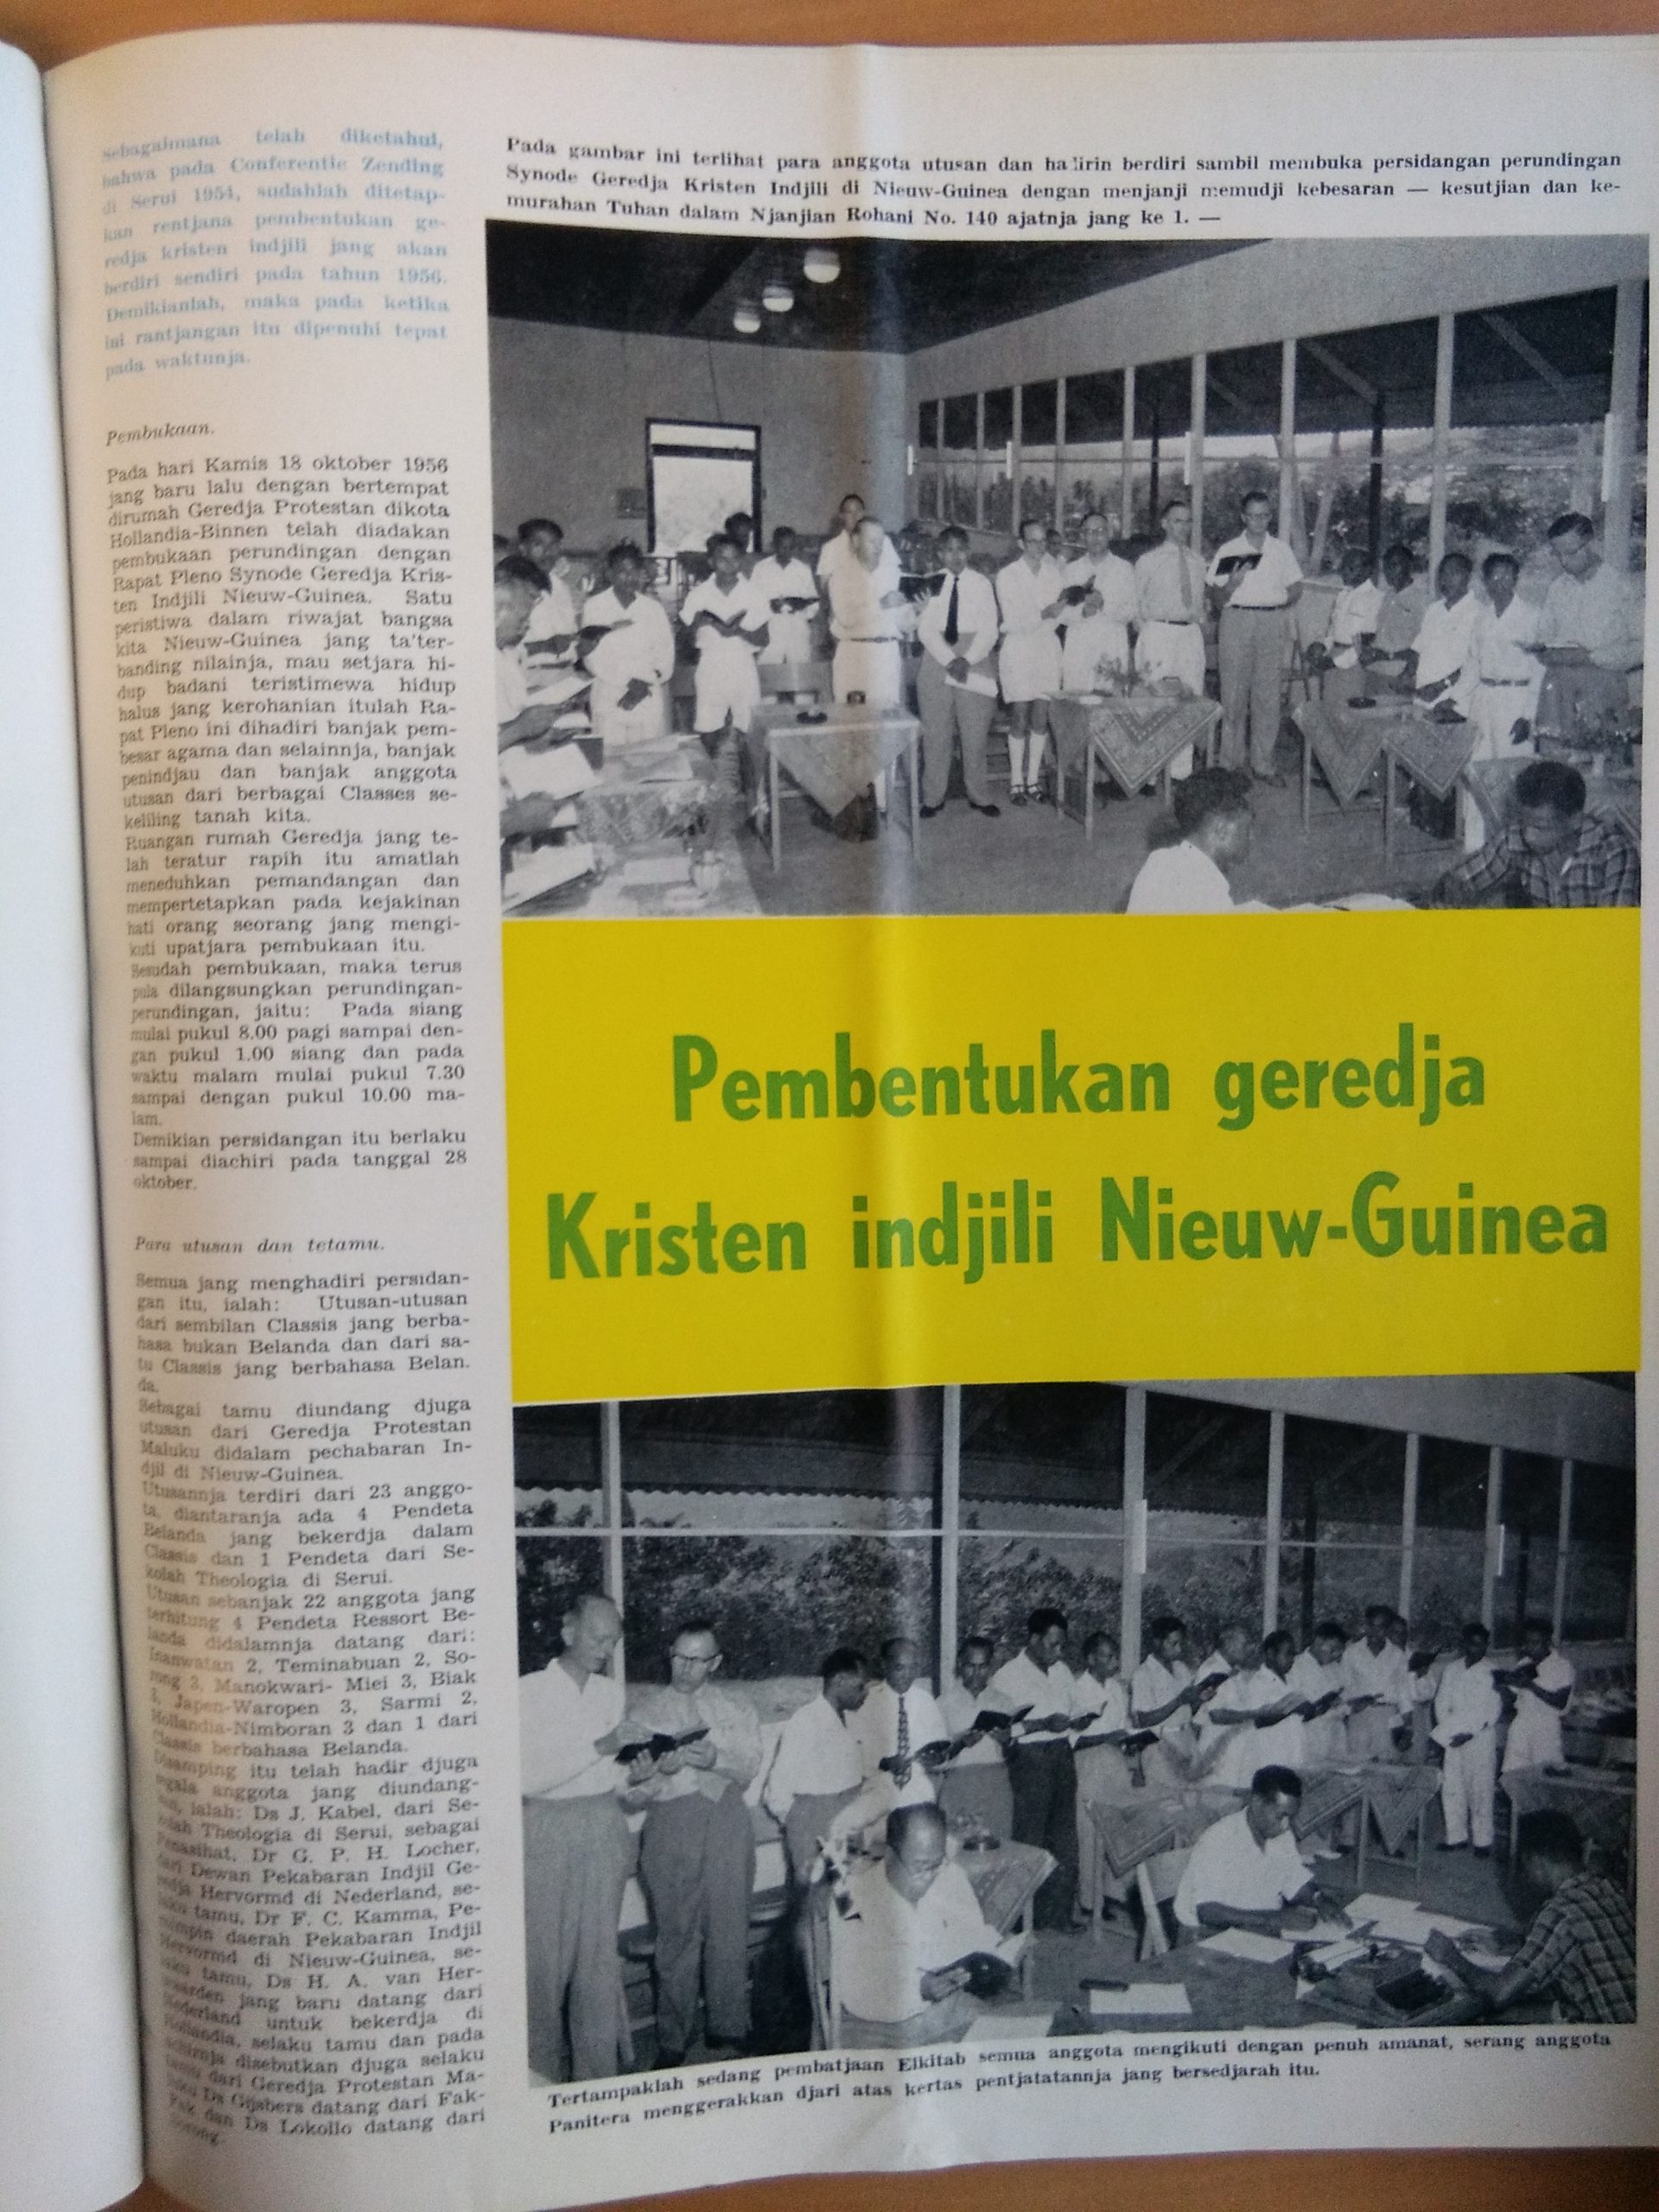 Sebagaimana telah diketahui,
bahwa pada Conferentie Zending
di Serui 1954, sudahlah ditetap-
kan rentjana pembentukan ge-
redja kristen indjili jang akan
berdiri sendiri pada tahun 1956.
Demikianlah, maka pada ketika
ini rantjangan itu dipenuhi tepat
pada waktunja.
Pembukaan.
Pada hari Kamis 18 oktober 1956
jang baru lalu dengan bertempat
dirumah Geredja Protestan dikota
Hollandia-Binnen telah diadakan
pembukaan perundingan dengan
Rapat Pleno Synode Geredja Kris-
ten Indjili Nieuw-Guinea. Satu
peristiwa dalam riwajat bangsa
kita Nieuw-Guinea jang ta'ter-
banding nilainja, mau setjara hi-
dup badani teristimewa hidup
halus jang kerohanian itulah Ra-
pat Pleno ini dihadiri banjak pem-
besar agama dan selainnja, banjak
penindjau dan banjak anggota
utusan dari berbagai Classes se-
keliling tanah kita.
Ruangan rumah Geredja jang te-
lah teratur rapih itu amatlah
meneduhkan pemandangan dan
mempertetapkan pada kejakinan
hati orang seorang jang mengi-
kuti upatjara pembukaan itu.
Sesudah pembukaan, maka terus
pula dilangsungkan perundingan-
perundingan, jaitu: Pada siang
mulai pukul 8.00 pagi sampai den-
gan pukul 1.00 siang dan pada
waktu malam mulai pukul 7.30
sampai dengan pukul 10.00 ma-
lam.
Demikian persidangan itu berlaku
sampai diachiri pada tanggal 28
oktober.
Para utusan dan tetamu.
Semua jang menghadiri persidan-
gan itu, ialah: Utusan-utusan
dari sembilan Classis jang berba-
hasa bukan Belanda dan dari sa-
tu Classis jang berbahasa Belan.
da.
Sebagai tamu diundang djuga
utusan dari Geredja Protestan
Maluku didalam pechabaran In-
djil di Nieuw-Guinea.
Utusannja terdiri dari 23 anggo-
ta, diantaranja ada 4 Pendeta
Belanda jang bekerdja dalam
Classis dan 1 Pendeta dari Se-
kolah Theologia di Serui.
Utusan sebanjak 22 anggota jang
terhitung 4 Pendeta Ressort Be-
landa didalamnja datang dari:
Inanwatan 2, Teminabuan 2, So-
rong 3, Manokwari- Miei 3, Biak
Japen-Waropen 3, Sarmi 2,
Hollandia-Nimboran 3 dan 1 dari
Classis berbahasa Belanda.
Disamping itu telah hadir djuga
segala anggota jang diundang-
ialah: Ds J. Kabel, dari Se-
kolah Theologia di Serui, sebagai
Penasihat, Dr G. P. H. Locher,
dari Dewan Pekabaran Indjil Ge-
redja Hervormd di Nederland, se-
laku tamu, Dr F. C. Kamma, Pe-
mimpin daerah Pekabaran Indjil
Hervormd di Nieuw-Guinea, se-
laku tamu, Ds H. A. van Her-
waarden jang baru datang dari
Nederland untuk bekerdja di
Hollandia, selaku tamu dan pada
achirnja disebutkan djuga selaku
tamu dari Geredja Protestan Ma-
luku Ds Gijsbers datang dari Fak-
Fak dan Ds Lokollo datang dari
Sorong.
Pada gambar ini terlihat para anggota utusan dan hadirin berdiri sambil membuka persidangan perundingan
Synode Geredja Kristen Indjili di Nieuw-Guinea dengan menjanji memudji kebesaran — kesutjian dan ke-
murahan Tuhan dalam Njanjian Rohani No. 140 ajatnja jang ke 1. —
Pembentukan geredja
Kristen indjili Nieuw-Guinea
Tertampaklah sedang pembatjaan Elkitab semua anggota mengikuti dengan penuh amanat, serang anggota
Panitera menggerakkan djari atas kertas pentjatatannja jang bersedjarah itu.